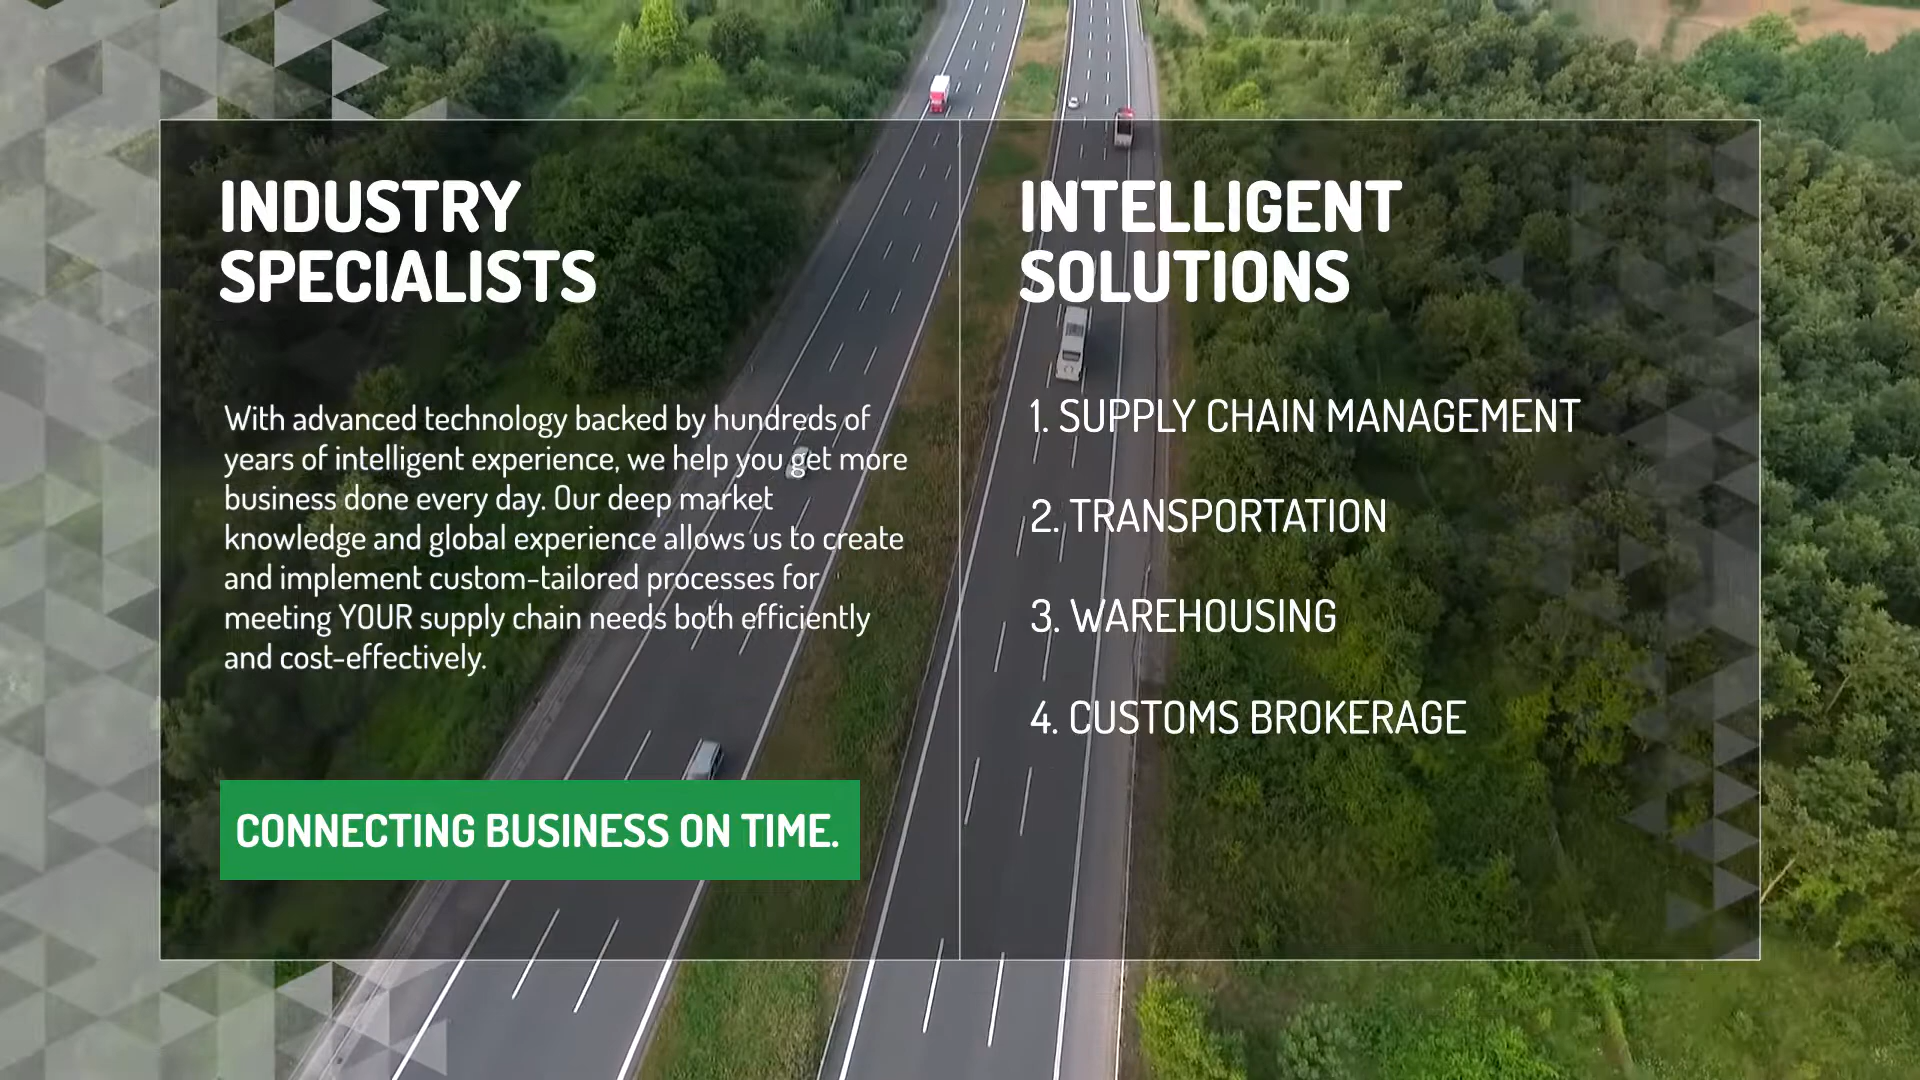 INDUSTRY
SPECIALISTS
With advanced technology backed by hundreds of
years of intelligent experience, we help you get more
business done every day. Our deep market
knowledge and global experience allows us to create
and implement custom-tailored processes for
meeting YOUR supply chain needs both efficiently
and cost-effectively.
CONNECTING BUSINESS ON TIME.
INTELLIGENT
SOLUTIONS
1. SUPPLY CHAIN MANAGEMENT
2. TRANSPORTATION
3. WAREHOUSING
4. CUSTOMS BROKERAGE